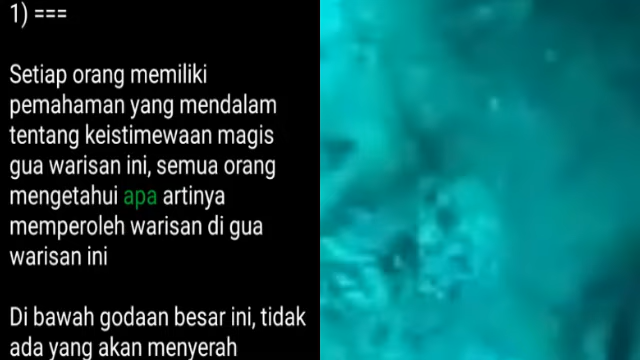 1) ===
Setiap orang memiliki
pemahaman yang mendalam
tentang keistimewaan magis
gua warisan ini, semua orang
mengetahui apa artinya
memperoleh warisan di gua
warisan ini
Di bawah godaan besar ini, tidak
ada yang akan menyerah